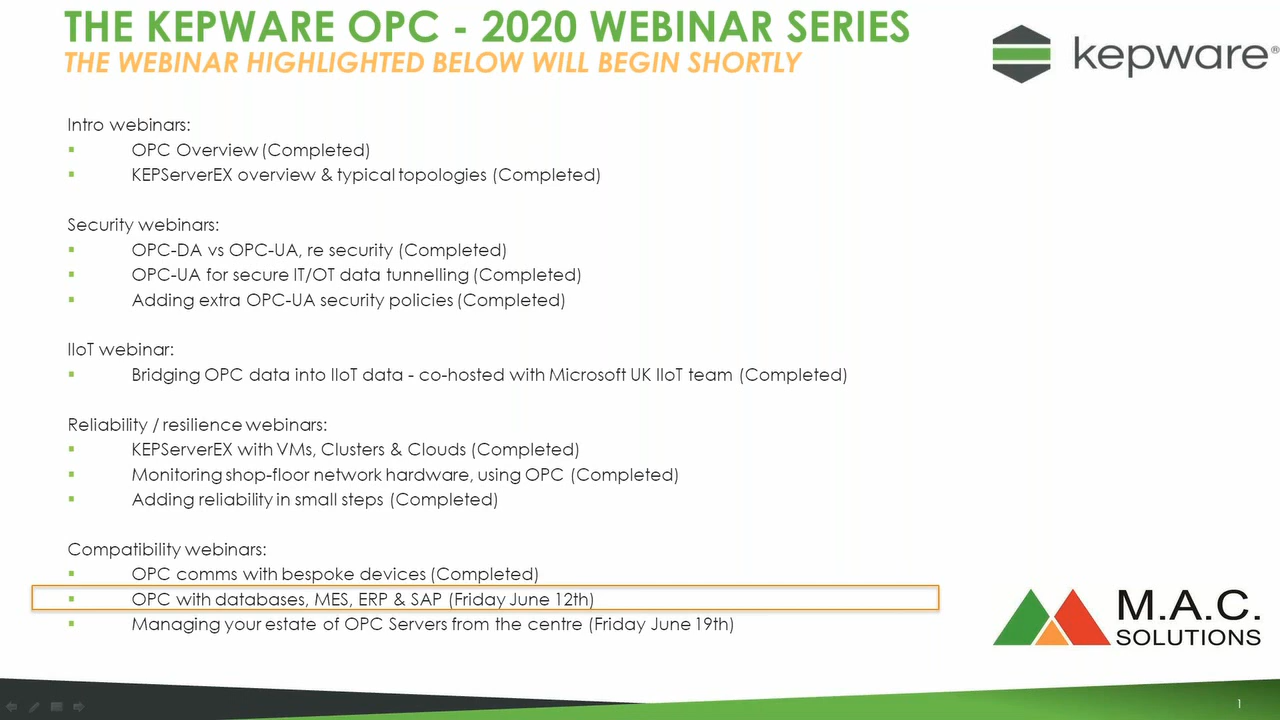 THE KEPWARE OPC - 2020 WEBINAR SERIES
THE WEBINAR HIGHLIGHTED BELOW WILL BEGIN SHORTLY
kepware®
Intro webinars:
▪ OPC Overview (Completed)
▪ KEPServerEX overview & typical topologies (Completed)
Security webinars:
▪ OPC-DA vs OPC-UA, re security (Completed)
▪ OPC-UA for secure IT/OT data tunnelling (Completed)
▪ Adding extra OPC-UA security policies (Completed)
IIoT webinar:
▪ Bridging OPC data into IIoT data - co-hosted with Microsoft UK IIoT team (Completed)
Reliability / resilience webinars:
▪ KEPServerEX with VMs, Clusters & Clouds (Completed)
▪ Monitoring shop-floor network hardware, using OPC (Completed)
▪ Adding reliability in small steps (Completed)
Compatibility webinars:
▪ OPC comms with bespoke devices (Completed)
▪ OPC with databases, MES, ERP & SAP (Friday June 12th)
▪ Managing your estate of OPC Servers from the centre (Friday June 19th)
M.A.C.
SOLUTIONS
1